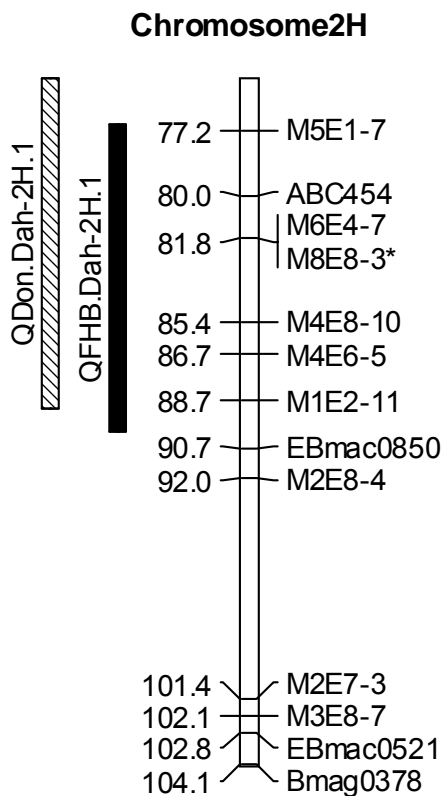 Chromosome2H
QDon.Dah-2H.1
QFHB.Dah-2H.1
77.2 M5E1-7
80.0 ABC454
81.8 M6E4-7
M8E8-3*
85.4 M4E8-10
86.7 M4E6-5
88.7 M1E2-11
90.7 EBmac0850
92.0 M2E8-4
101.4 M2E7-3
102.1 M3E8-7
102.8 EBmac0521
104.1 Bmag0378